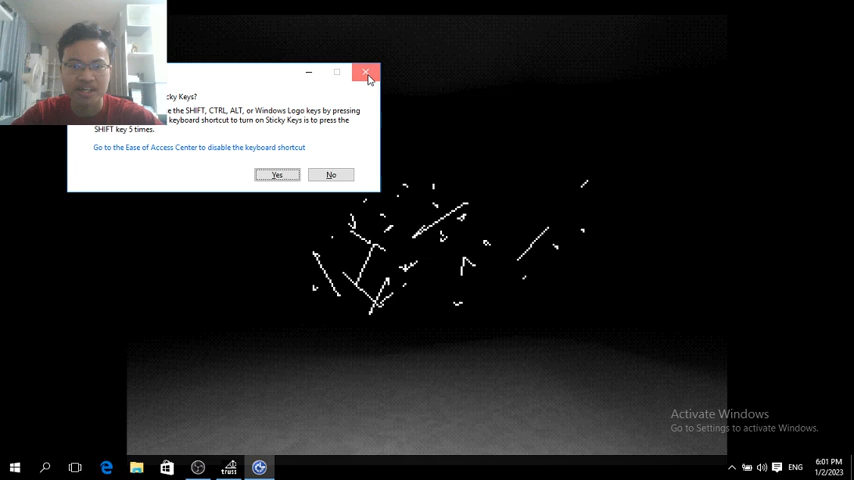 cky Keys?
e the SHIFT, CTRL, ALT, or Windows Logo keys by pressing
keyboard shortcut to turn on Sticky Keys is to press the
SHIFT key 5 times.
Go to the Ease of Access Center to disable the keyboard shortcut
Yes No
Activate Windows
Go to Settings to activate Windows.
truss
ENG
6:01 PM
1/2/2023